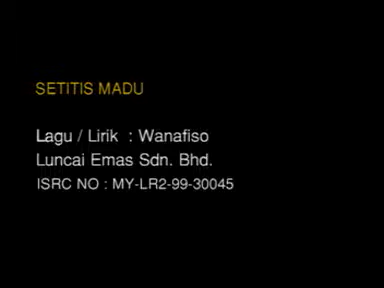 SETITIS MADU
Lagu / Lirik : Wanafiso
Luncai Emas Sdn. Bhd.
ISRC NO : MY-LR2-99-30045